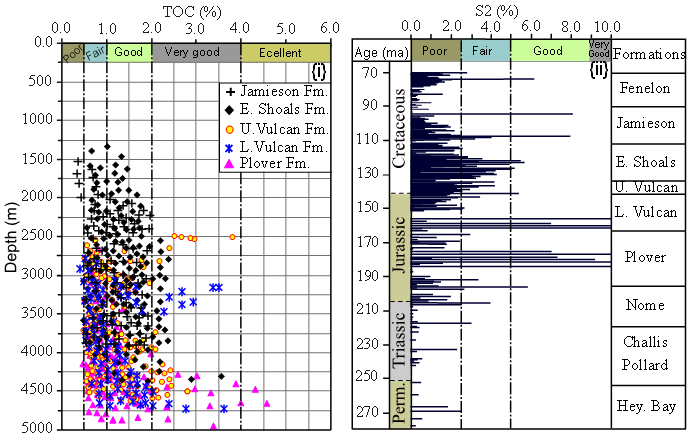 TOC (%)
0.0 1.0 2.0 3.0 4.0 5.0 6.0
Poor Fair Good Very good Ecellent
0.0
500
1000
1500
2000
2500
3000
3500
4000
4500
5000
Depth (m)
(i)
Jamieson Fm.
E. Shoals Fm.
U.Vulcan Fm.
L.Vulcan Fm.
Plover Fm.
S2 (%)
0.0 2.0 4.0 6.0 8.0 10.0
Age (ma) Poor Fair Good Very Good Formations
(ii)
70
90
110
130
150
170
190
210
230
250
270
Cretaceous
Jurassic
Triassic
Perm.
Fenelon
Jamieson
E. Shoals
U. Vulcan
L. Vulcan
Plover
Nome
Challis
Pollard
Hey. Bay